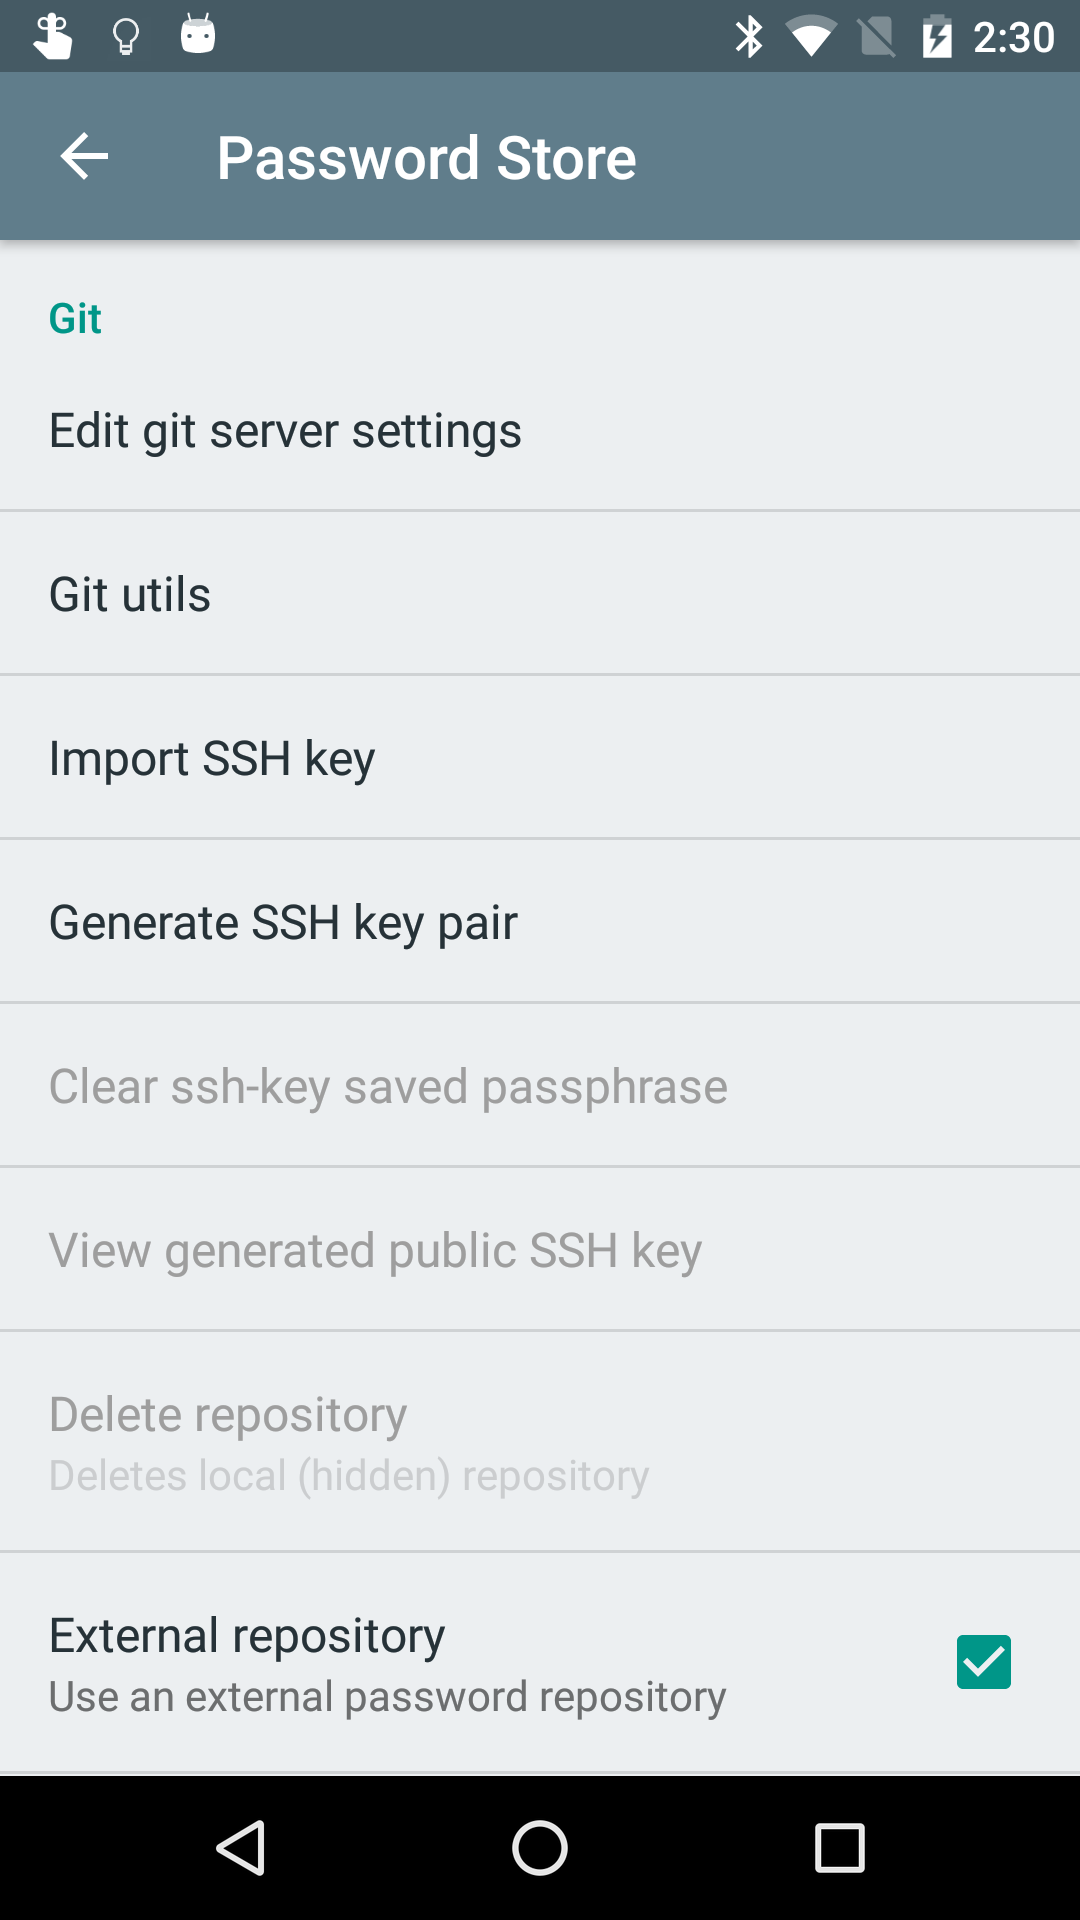 2:30
Password Store
Git
Edit git server settings
Git utils
Import SSH key
Generate SSH key pair
Clear ssh-key saved passphrase
View generated public SSH key
Delete repository
Deletes local (hidden) repository
External repository
Use an external password repository